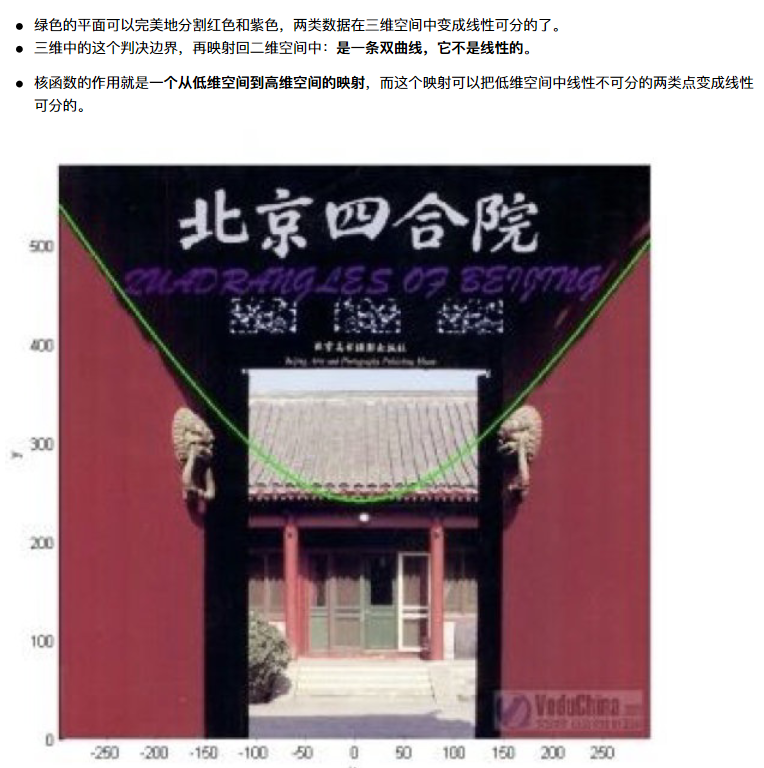 绿色的平面可以完美地分割红色和紫色，两类数据在三维空间中变成线性可分的了。
三维中的这个判决边界，再映射回二维空间中：是一条双曲线，它不是线性的。
核函数的作用就是一个从低维空间到高维空间的映射，而这个映射可以把低维空间中线性不可分的两类点变成线性
可分的。
北京四合院
QUADRANGLES OF BEIJING
北京美术摄影出版社
Beijing Arts and Photography Publishing House
500
400
300
y
200
100
0
VeduChina
-250 -200 -150 -100 -50 0 50 100 150 200 250